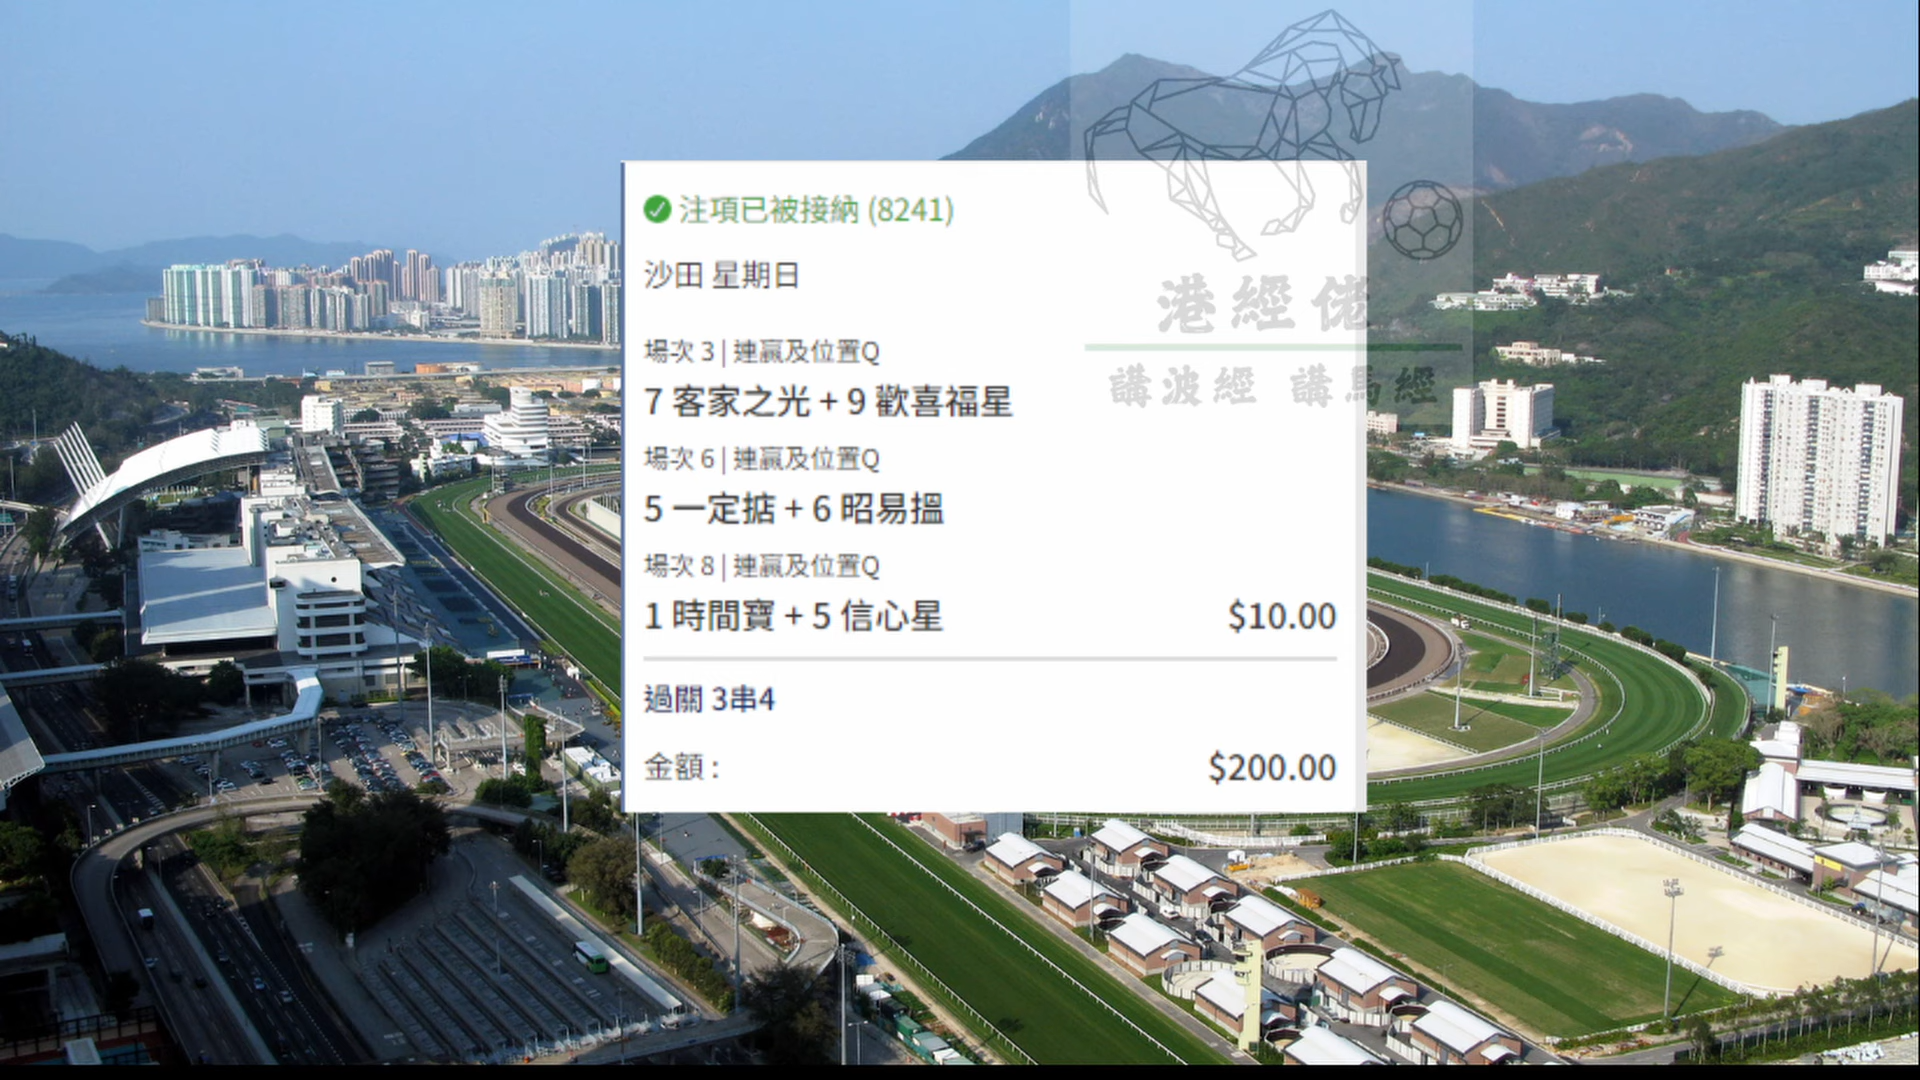 注項已被接納 (8241)
沙田 星期日
場次 3 | 連贏及位置Q
7 客家之光 + 9 歡喜福星
場次 6 | 連贏及位置Q
5 一定掂 + 6 昭易搵
場次 8 | 連贏及位置Q
1 時間寶 + 5 信心星 $10.00
過關 3串4
金額 : $200.00
港經佬
講波經 講馬經